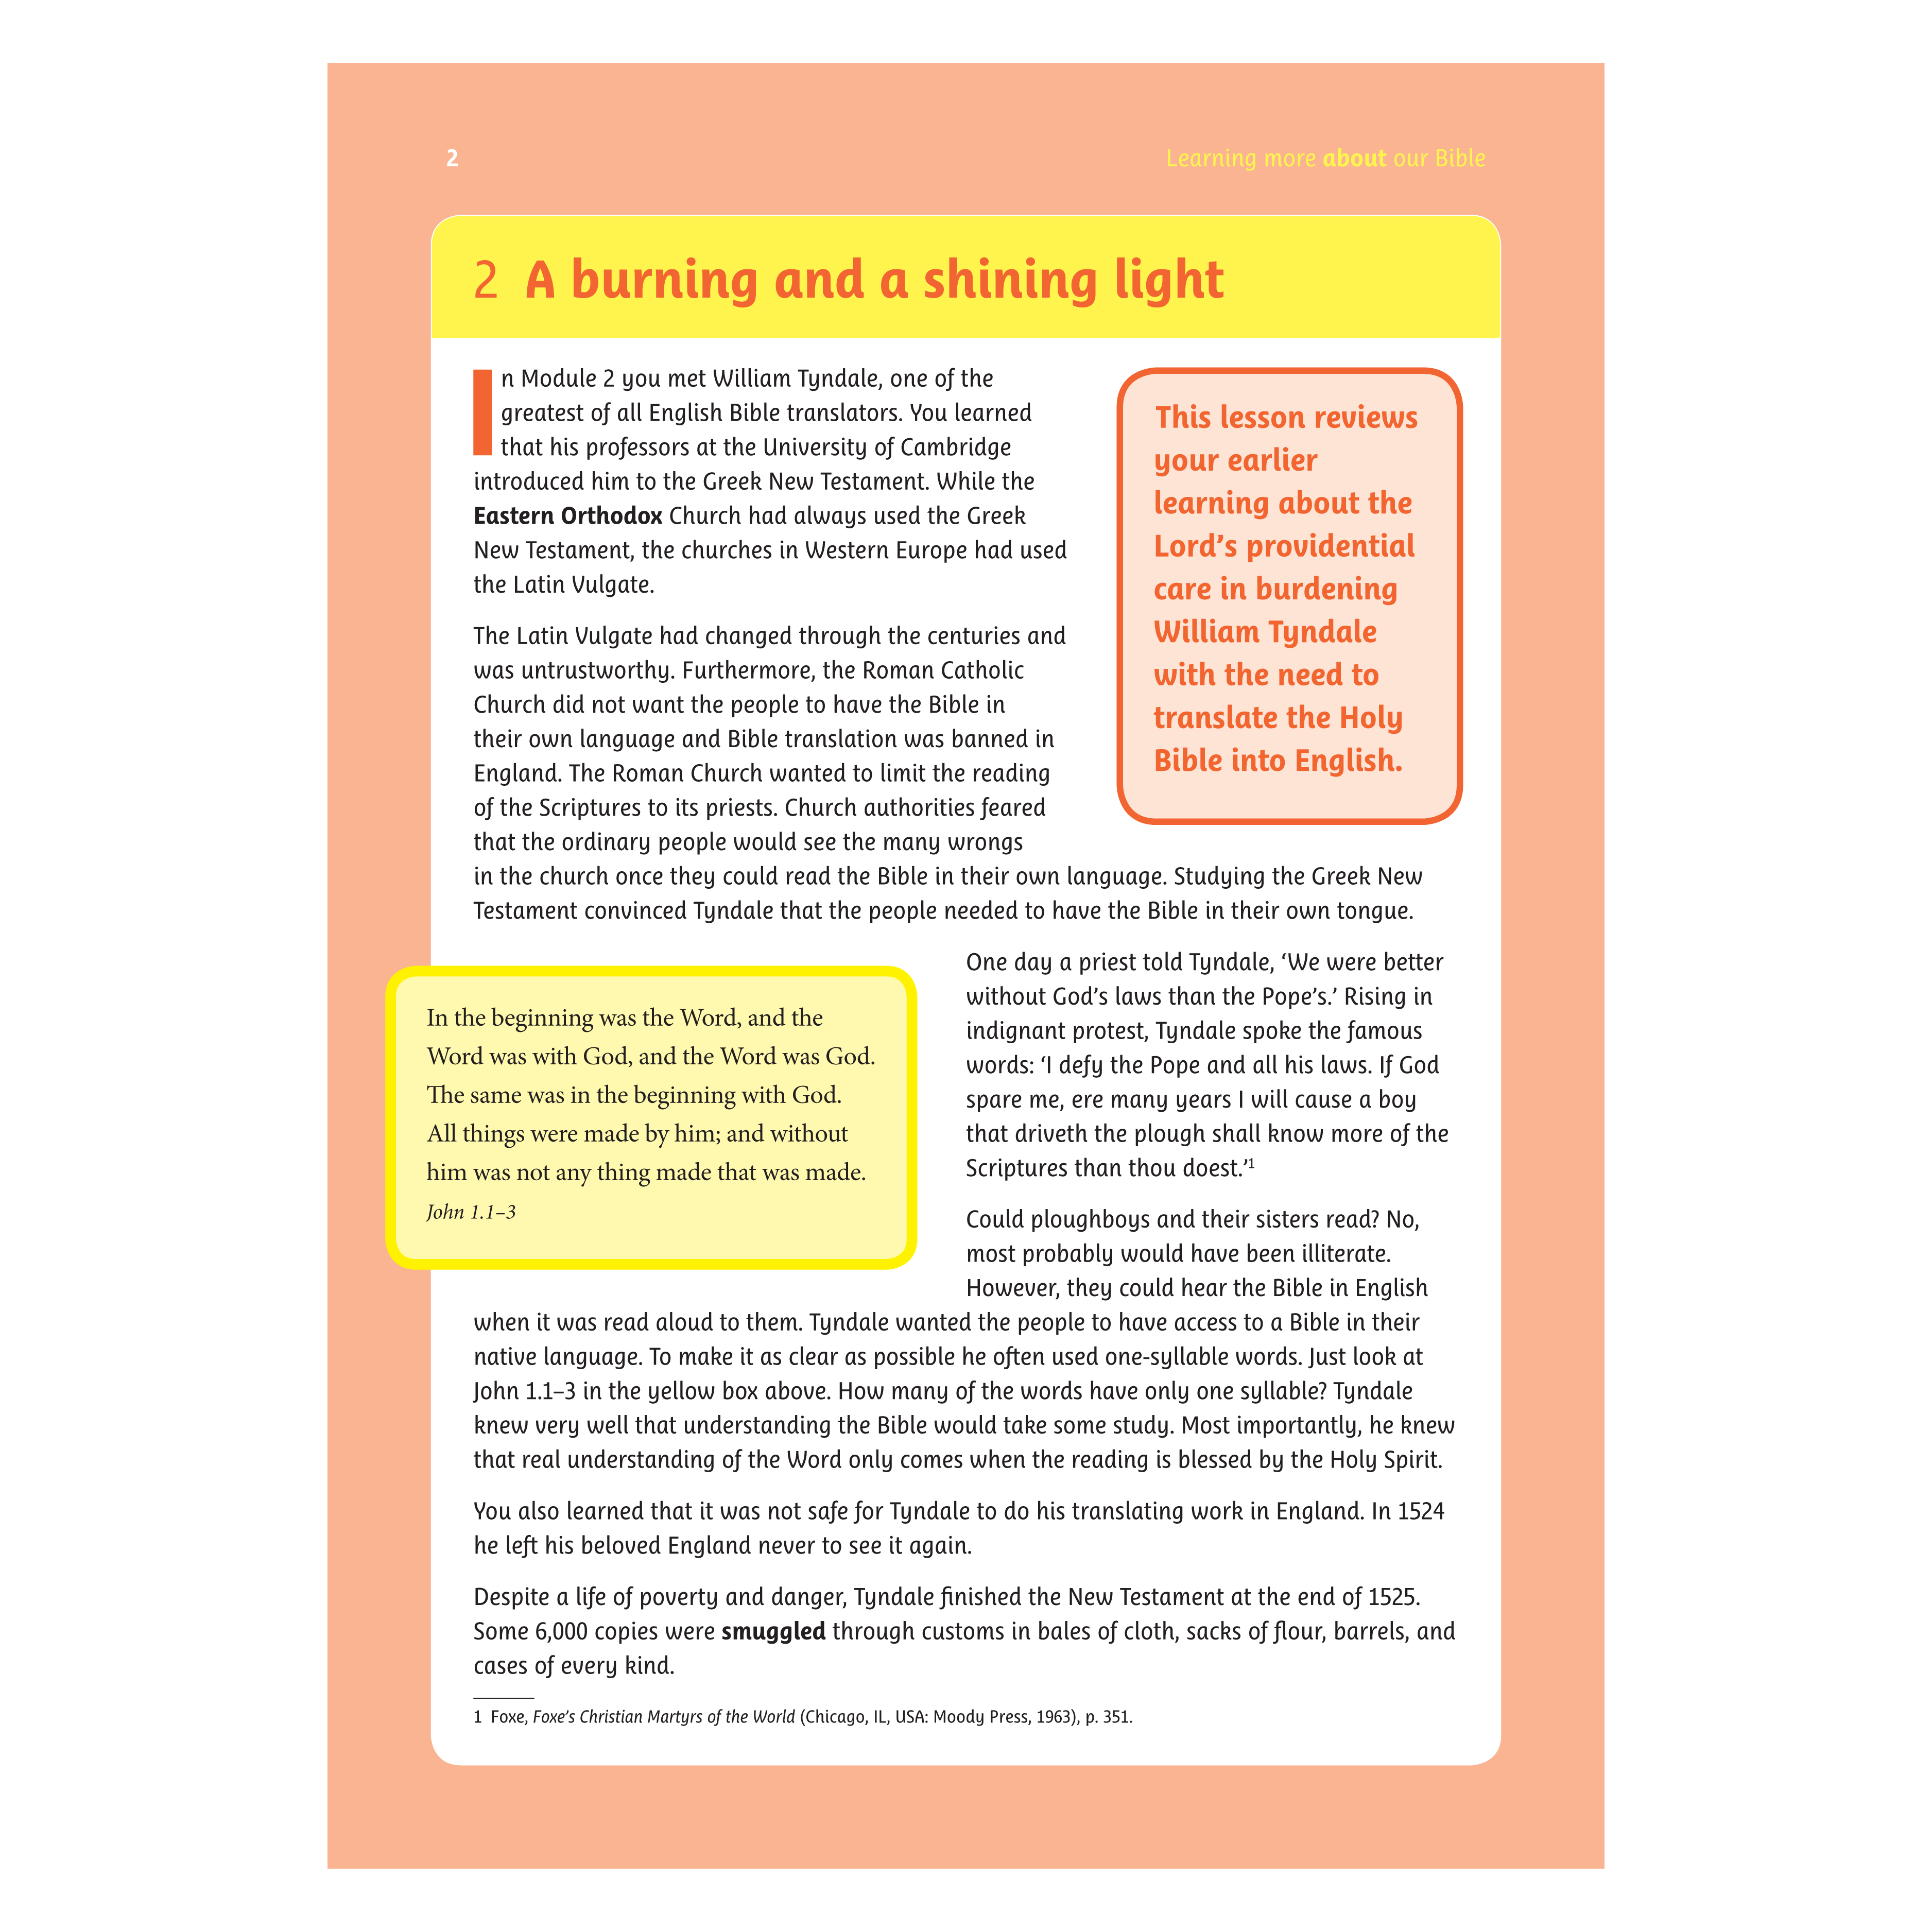 2
Learning more about our Bible
2 A burning and a shining light
In Module 2 you met William Tyndale, one of the
greatest of all English Bible translators. You learned
that his professors at the University of Cambridge
introduced him to the Greek New Testament. While the
Eastern Orthodox Church had always used the Greek
New Testament, the churches in Western Europe had used
the Latin Vulgate.
The Latin Vulgate had changed through the centuries and
was untrustworthy. Furthermore, the Roman Catholic
Church did not want the people to have the Bible in
their own language and Bible translation was banned in
England. The Roman Church wanted to limit the reading
of the Scriptures to its priests. Church authorities feared
that the ordinary people would see the many wrongs
in the church once they could read the Bible in their own language. Studying the Greek New
Testament convinced Tyndale that the people needed to have the Bible in their own tongue.
This lesson reviews
your earlier
learning about the
Lord’s providential
care in burdening
William Tyndale
with the need to
translate the Holy
Bible into English.
In the beginning was the Word, and the
Word was with God, and the Word was God.
The same was in the beginning with God.
All things were made by him; and without
him was not any thing made that was made.
John 1.1–3
One day a priest told Tyndale, ‘We were better
without God’s laws than the Pope’s.’ Rising in
indignant protest, Tyndale spoke the famous
words: ‘I defy the Pope and all his laws. If God
spare me, ere many years I will cause a boy
that driveth the plough shall know more of the
Scriptures than thou doest.’1
Could ploughboys and their sisters read? No,
most probably would have been illiterate.
However, they could hear the Bible in English
when it was read aloud to them. Tyndale wanted the people to have access to a Bible in their
native language. To make it as clear as possible he often used one-syllable words. Just look at
John 1.1–3 in the yellow box above. How many of the words have only one syllable? Tyndale
knew very well that understanding the Bible would take some study. Most importantly, he knew
that real understanding of the Word only comes when the reading is blessed by the Holy Spirit.
You also learned that it was not safe for Tyndale to do his translating work in England. In 1524
he left his beloved England never to see it again.
Despite a life of poverty and danger, Tyndale finished the New Testament at the end of 1525.
Some 6,000 copies were smuggled through customs in bales of cloth, sacks of flour, barrels, and
cases of every kind.
1 Foxe, Foxe’s Christian Martyrs of the World (Chicago, IL, USA: Moody Press, 1963), p. 351.